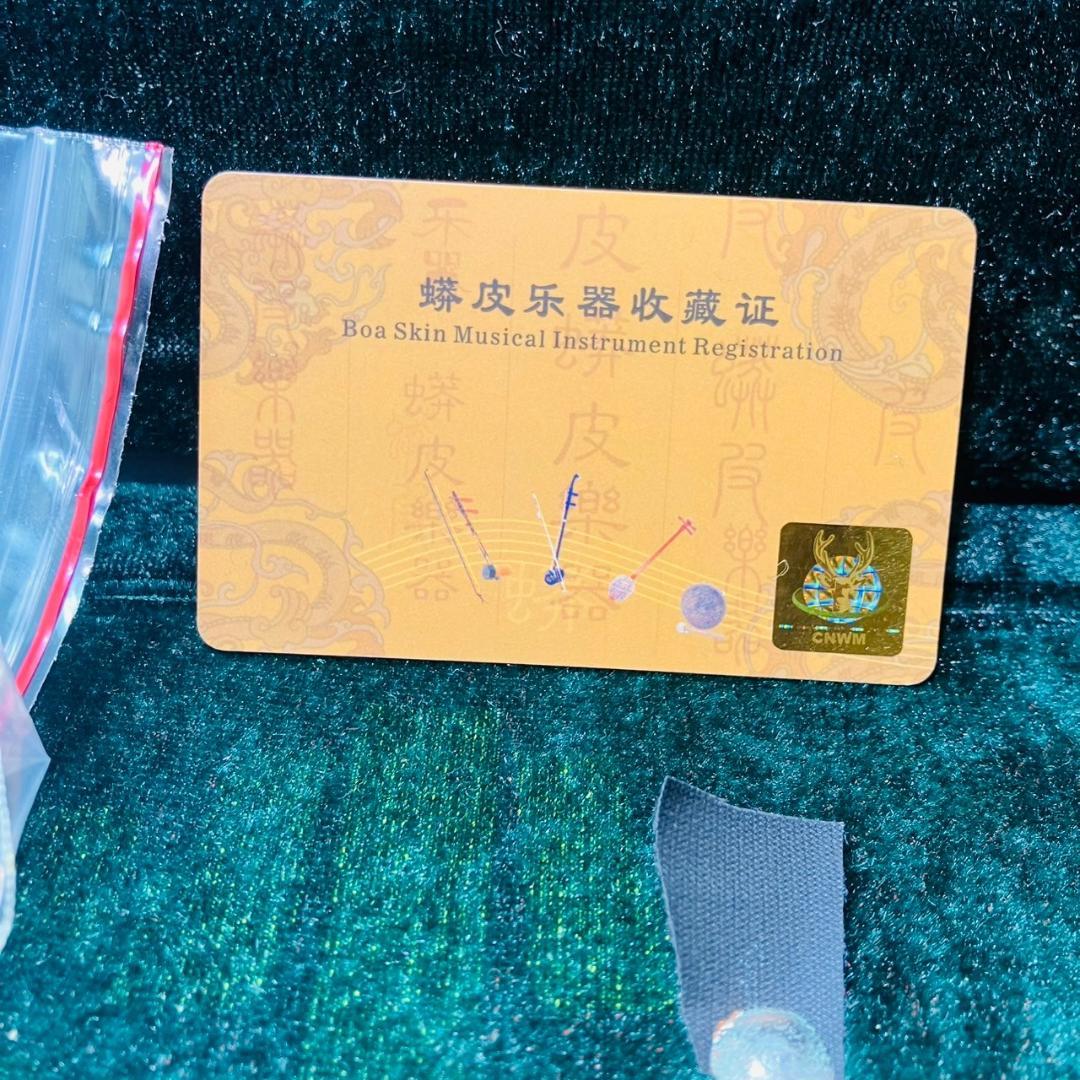 蟒皮乐器收藏证
Boa Skin Musical Instrument Registration
CNWM